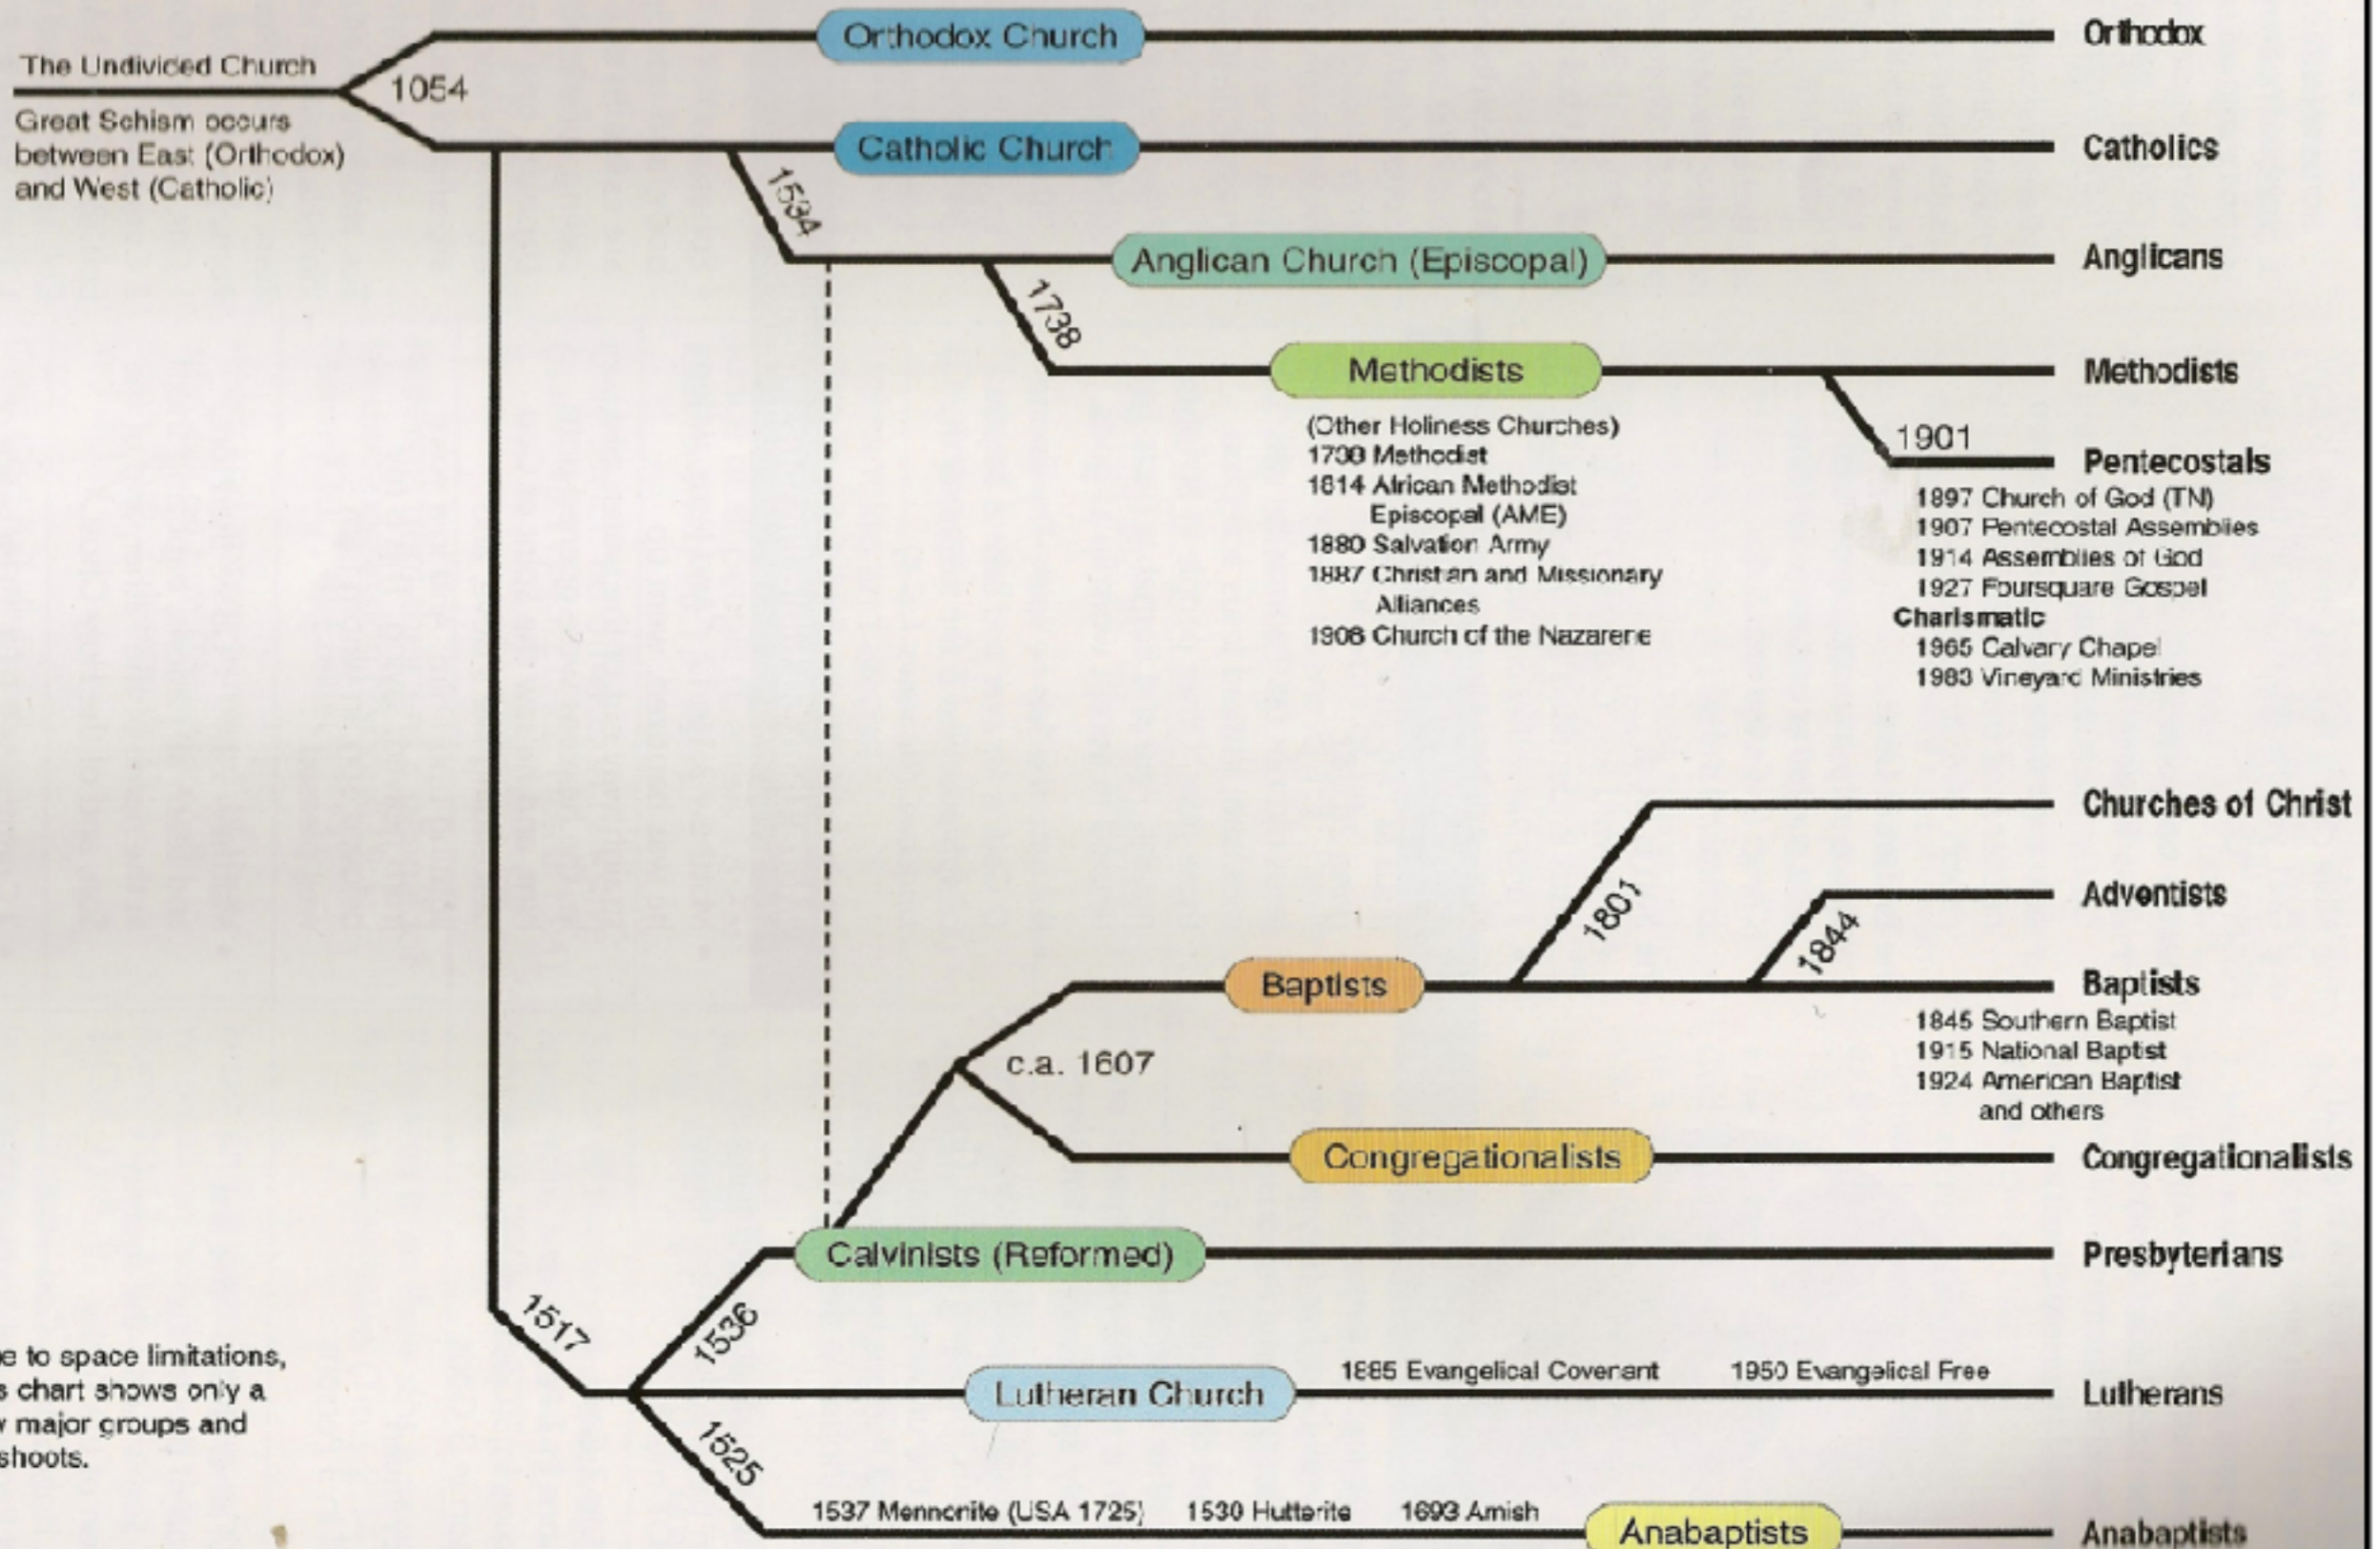 Orthodox Church
Orthodox
The Undivided Church
1054
Great Schism occurs
between East (Orthodox)
and West (Catholic)
Catholic Church
Catholics
1534
Anglican Church (Episcopal)
Anglicans
1738
Methodists
Methodists
(Other Holiness Churches)
1738 Methodist
1814 African Methodist
Episcopal (AME)
1880 Salvation Army
1887 Christian and Missionary
Alliances
1908 Church of the Nazarene
1901
Pentecostals
1897 Church of God (TN)
1907 Pentecostal Assemblies
1914 Assemblies of God
1927 Foursquare Gospel
Charismatic
1965 Calvary Chapel
1983 Vineyard Ministries
Churches of Christ
1801
Adventists
1844
Baptists
Baptists
1845 Southern Baptist
1915 National Baptist
1924 American Baptist
and others
c.a. 1607
Congregationalists
Congregationalists
Calvinists (Reformed)
Presbyterians
1517
1536
e to space limitations,
s chart shows only a
w major groups and
shoots.
Lutheran Church
1885 Evangelical Covenant
1950 Evangelical Free
Lutherans
1525
1537 Mennonite (USA 1725)
1530 Hutterite
1693 Amish
Anabaptists
Anabaptists